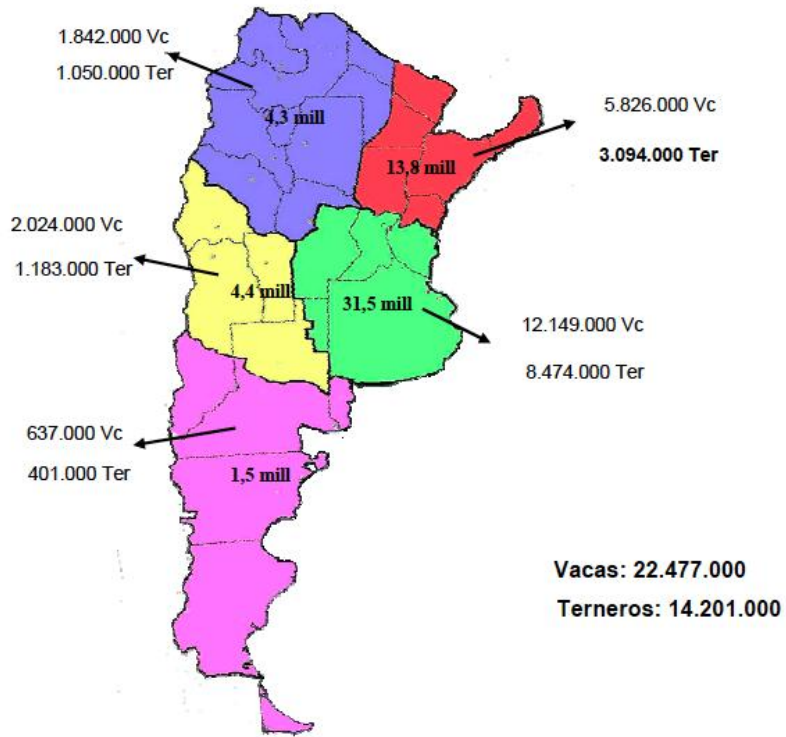 1.842.000 Vc
1.050.000 Ter
4,3 mill
5.826.000 Vc
3.094.000 Ter
13,8 mill
2.024.000 Vc
1.183.000 Ter
4,4 mill
31,5 mill
12.149.000 Vc
8.474.000 Ter
637.000 Vc
401.000 Ter
1,5 mill
Vacas: 22.477.000
Terneros: 14.201.000